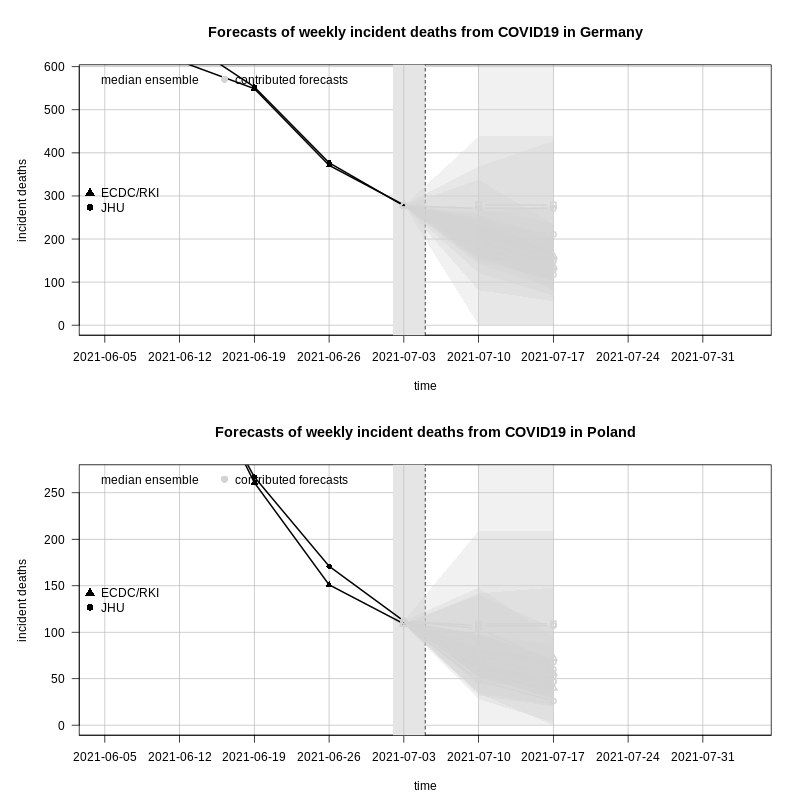 Forecasts of weekly incident deaths from COVID19 in Germany
median ensemble contributed forecasts
ECDC/RKI
JHU
incident deaths
600
500
400
300
200
100
0
2021-06-05 2021-06-12 2021-06-19 2021-06-26 2021-07-03 2021-07-10 2021-07-17 2021-07-24 2021-07-31
time
Forecasts of weekly incident deaths from COVID19 in Poland
median ensemble contributed forecasts
ECDC/RKI
JHU
incident deaths
250
200
150
100
50
0
2021-06-05 2021-06-12 2021-06-19 2021-06-26 2021-07-03 2021-07-10 2021-07-17 2021-07-24 2021-07-31
time